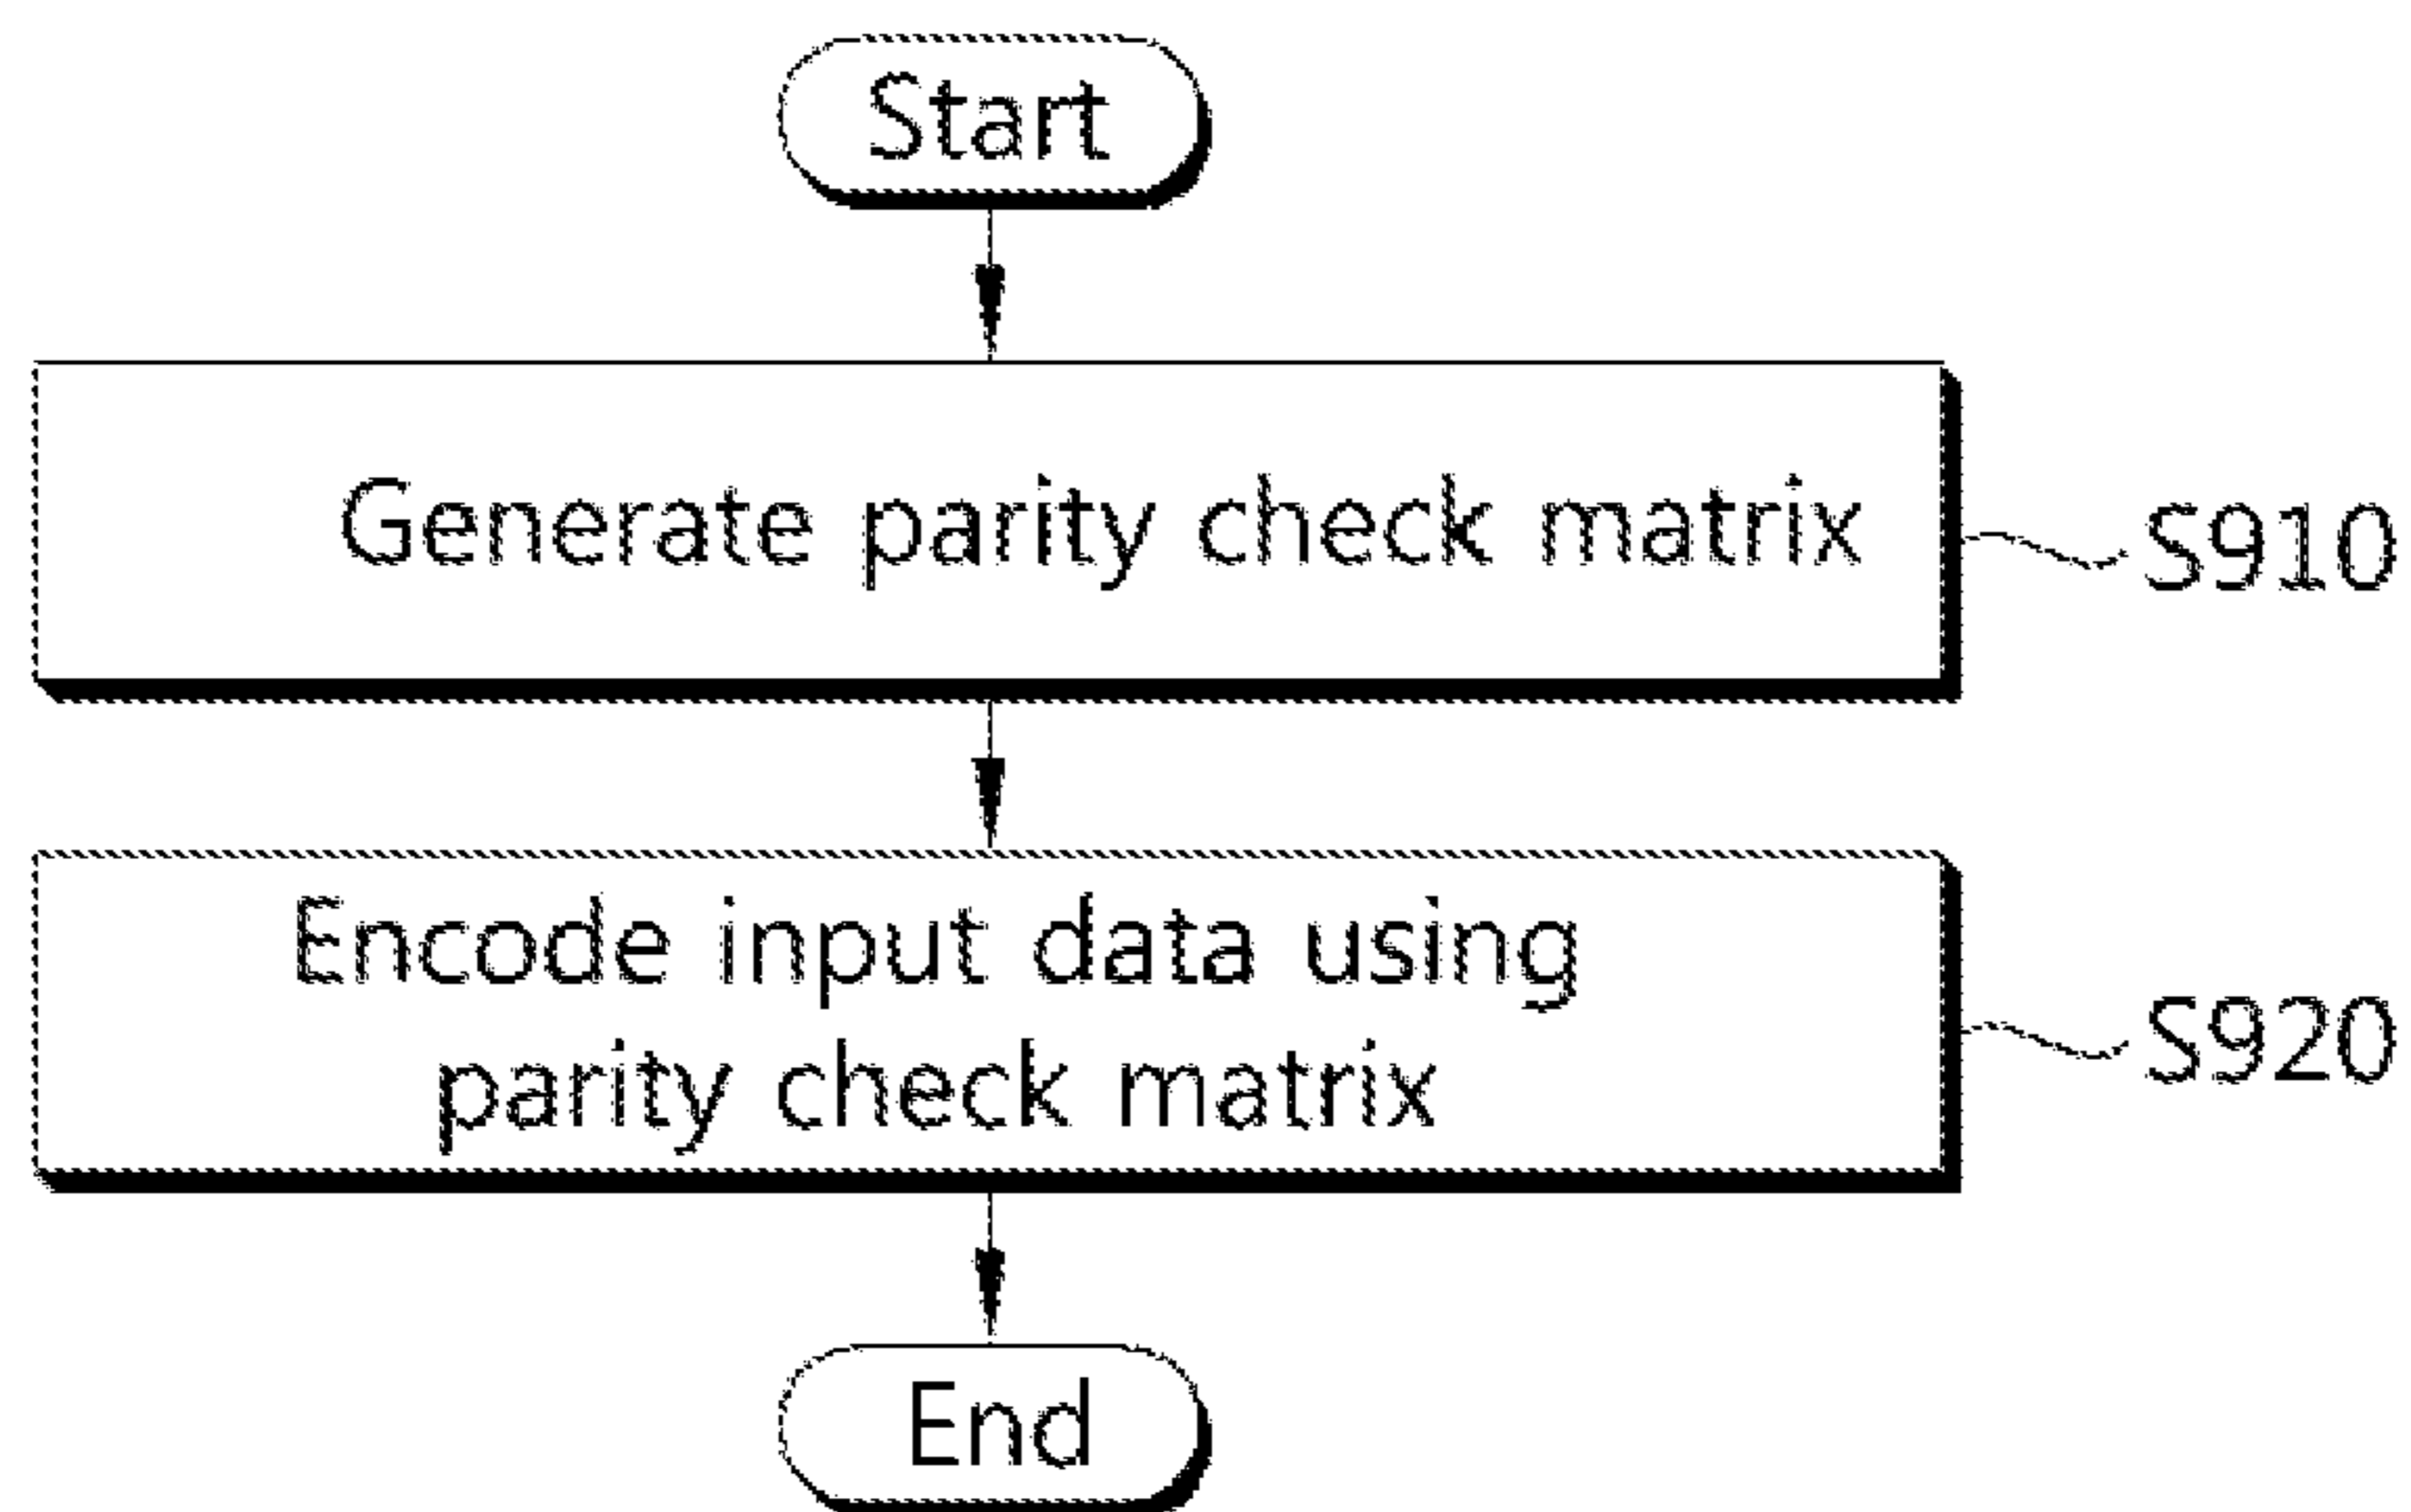 Start
Generate parity check matrix
S910
Encode input data using
parity check matrix
S920
End